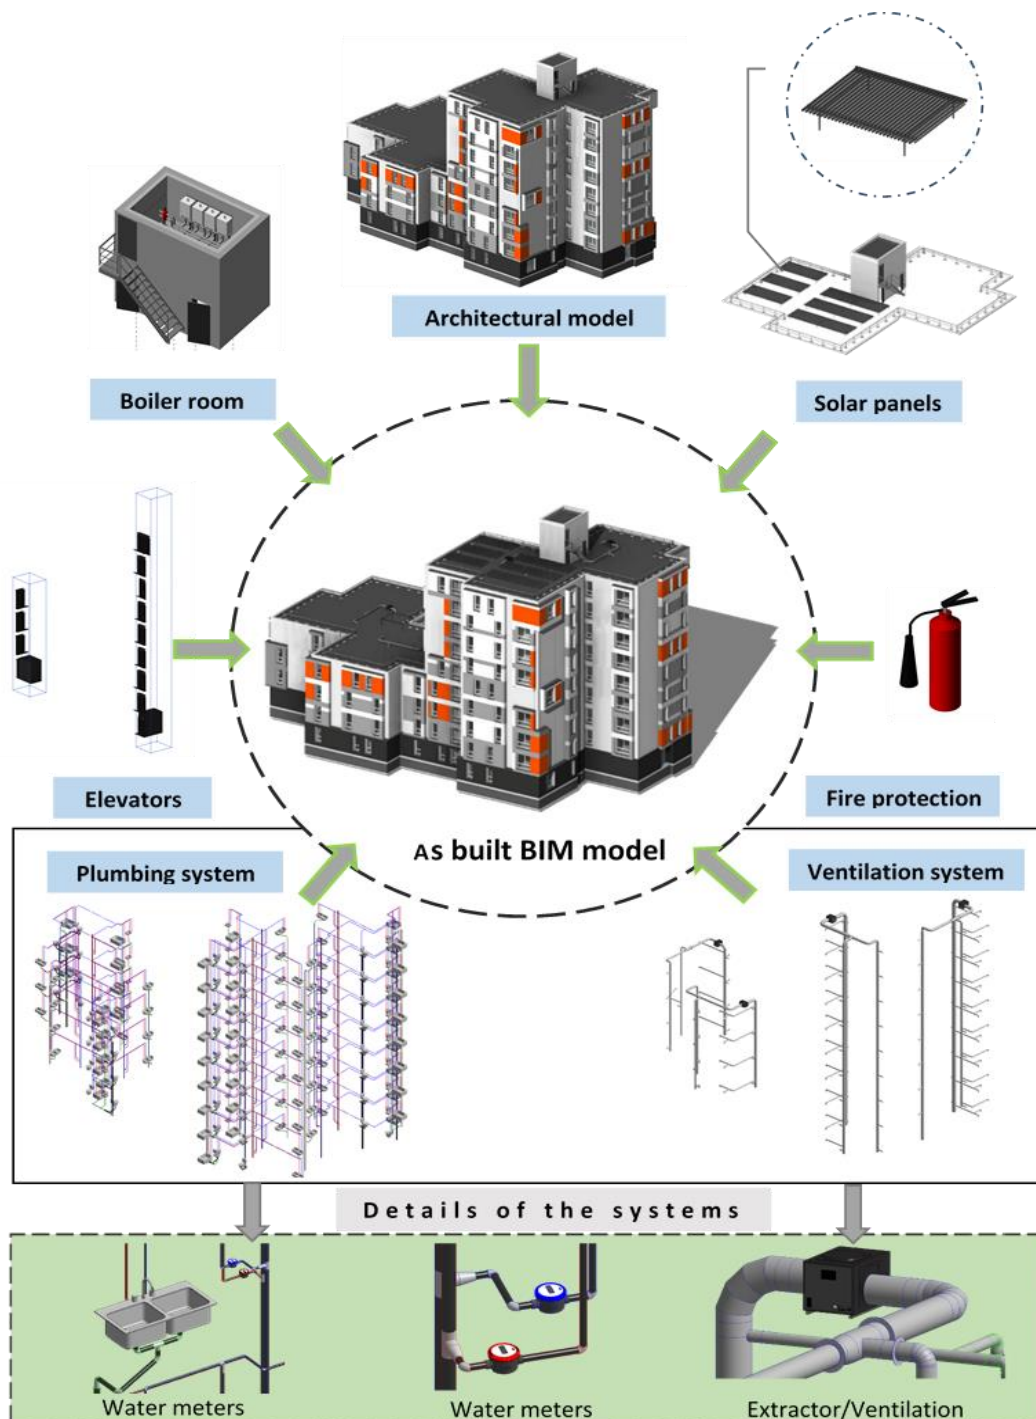 Architectural model
Boiler room
Solar panels
Elevators
Fire protection
As built BIM model
Plumbing system
Ventilation system
Details of the systems
Water meters
Water meters
Extractor/Ventilation